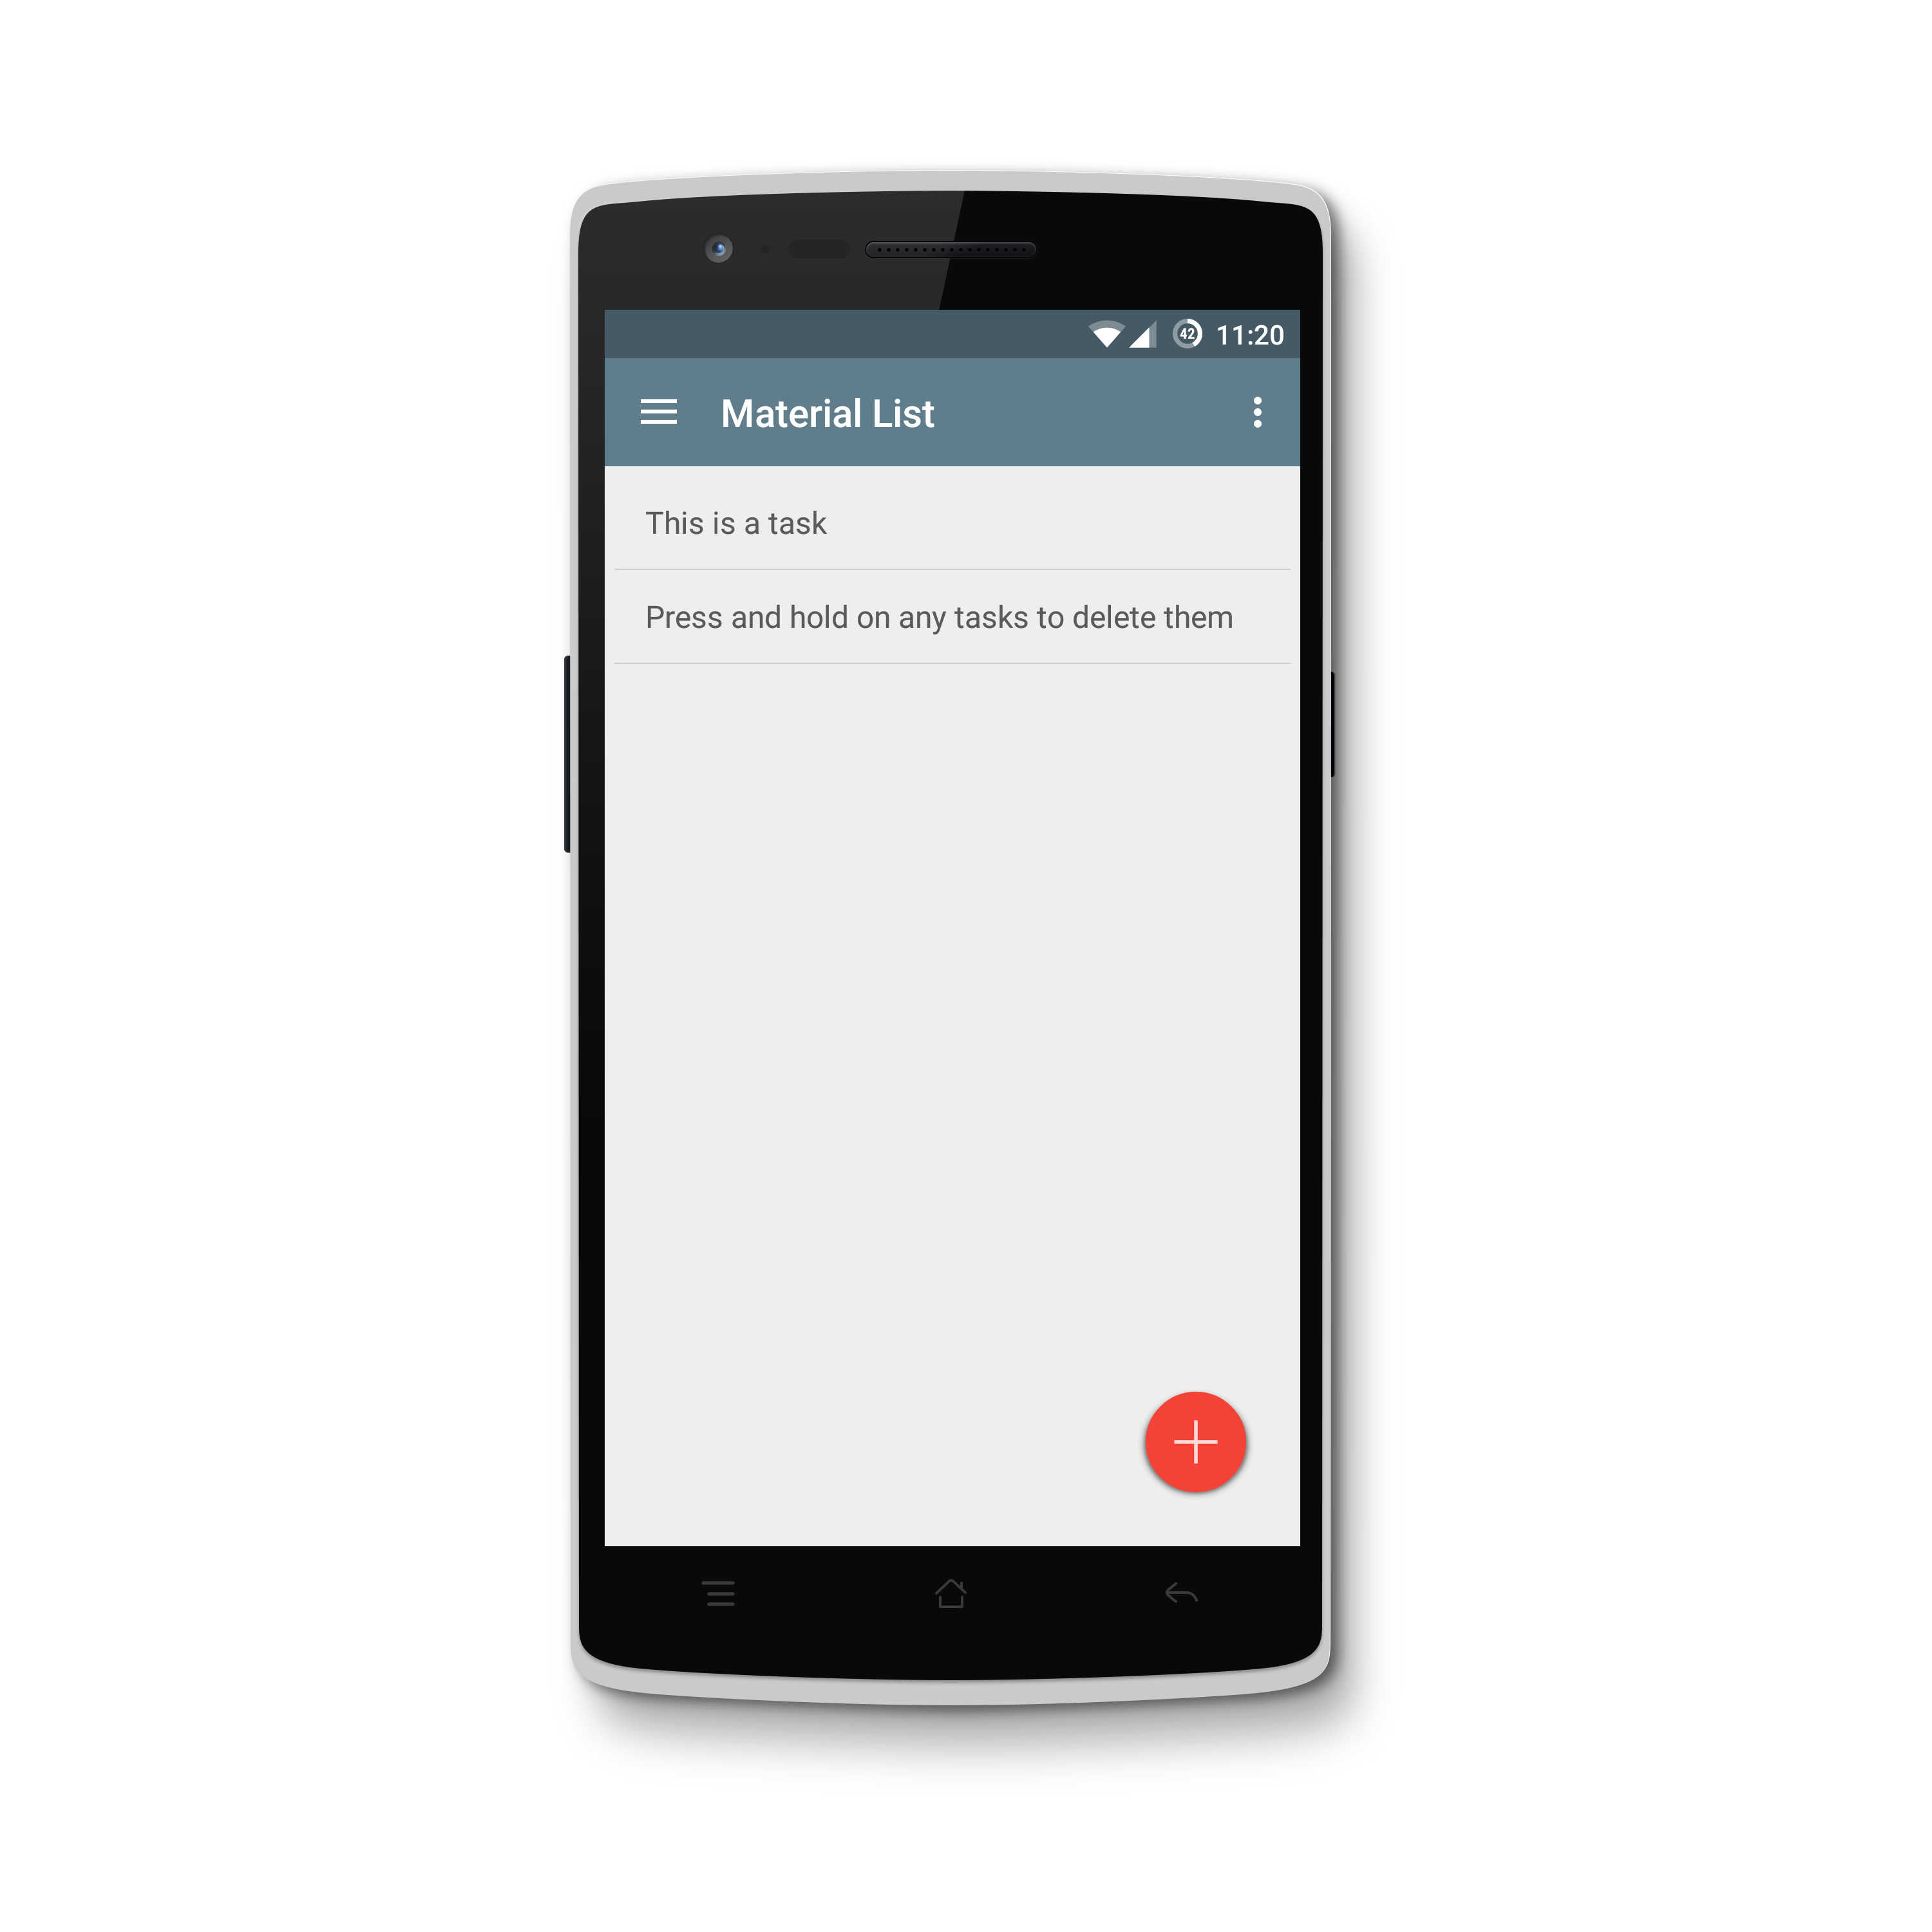 42 11:20
Material List
This is a task
Press and hold on any tasks to delete them